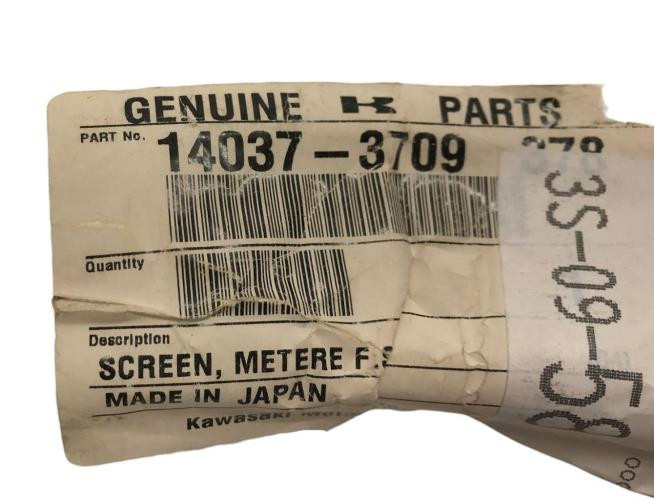 GENUINE K PARTS
PART No. 14037-3709
Quantity
Description
SCREEN, METERE F.S
MADE IN JAPAN
Kawasaki
3S-09-58